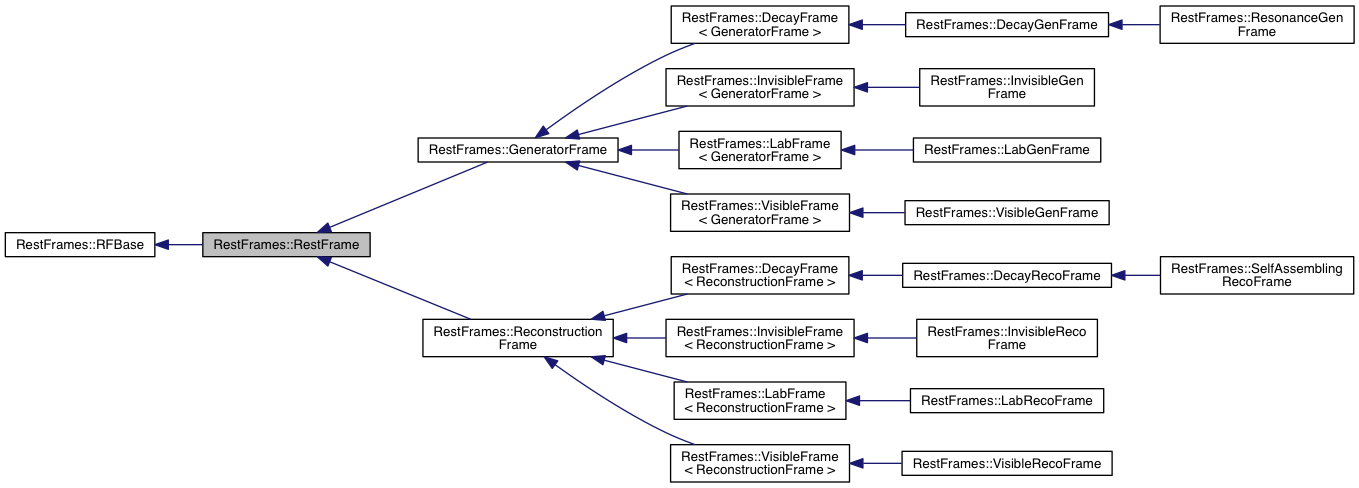 RestFrames::RFBase
RestFrames::RestFrame
RestFrames::GeneratorFrame
RestFrames::Reconstruction
Frame
RestFrames::DecayFrame
< GeneratorFrame >
RestFrames::InvisibleFrame
< GeneratorFrame >
RestFrames::LabFrame
< GeneratorFrame >
RestFrames::VisibleFrame
< GeneratorFrame >
RestFrames::DecayFrame
< ReconstructionFrame >
RestFrames::InvisibleFrame
< ReconstructionFrame >
RestFrames::LabFrame
< ReconstructionFrame >
RestFrames::VisibleFrame
< ReconstructionFrame >
RestFrames::DecayGenFrame
RestFrames::InvisibleGen
Frame
RestFrames::LabGenFrame
RestFrames::VisibleGenFrame
RestFrames::DecayRecoFrame
RestFrames::InvisibleReco
Frame
RestFrames::LabRecoFrame
RestFrames::VisibleRecoFrame
RestFrames::ResonanceGen
Frame
RestFrames::SelfAssembling
RecoFrame